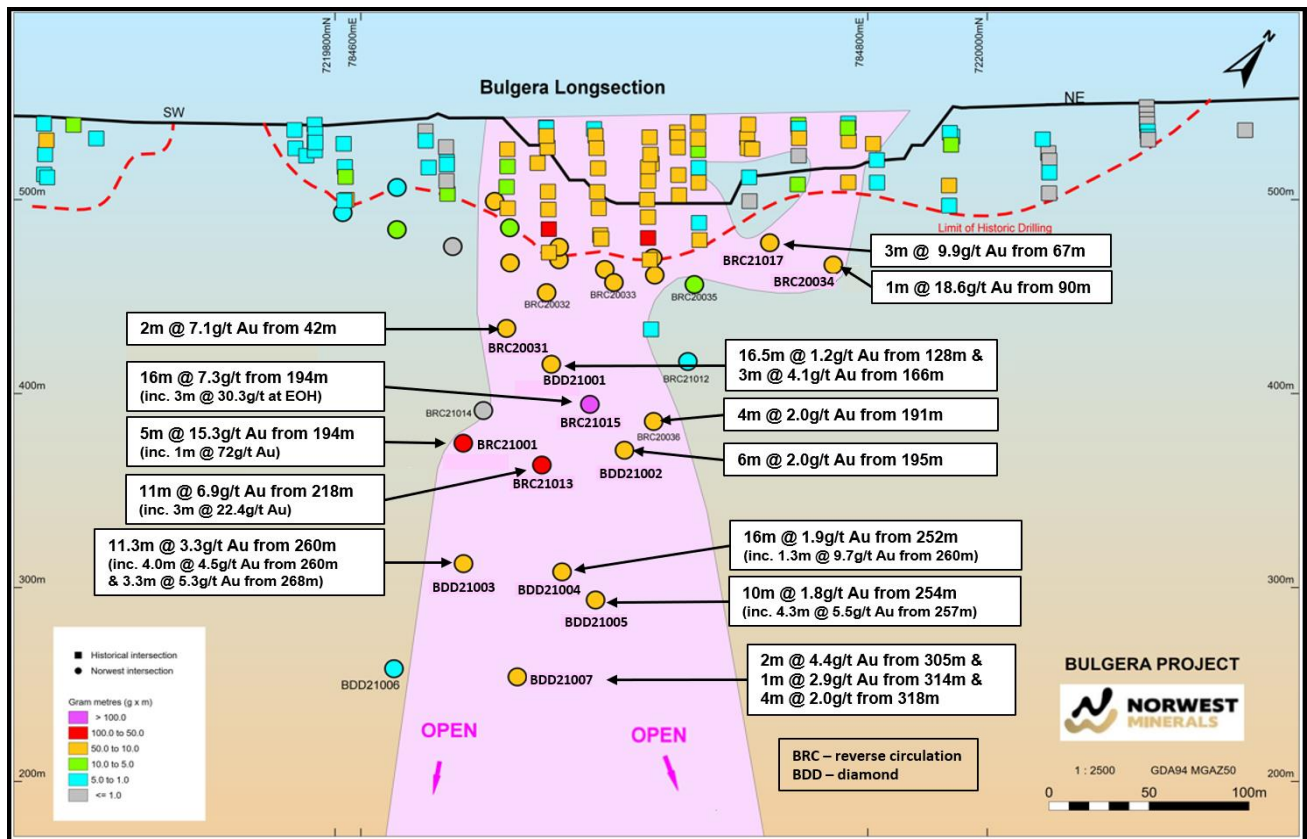 7219800mN
784600mE
784800mE
7220000mN
N
Bulgera Longsection
SW
NE
500m
500m
Limit of Historic Drilling
BRC21017
3m @ 9.9g/t Au from 67m
BRC20034
1m @ 18.6g/t Au from 90m
BRC20032
BRC20033
BRC20035
2m @ 7.1g/t Au from 42m
BRC20031
BDD21001
16.5m @ 1.2g/t Au from 128m &
3m @ 4.1g/t Au from 166m
BRC21012
400m
400m
16m @ 7.3g/t from 194m
(inc. 3m @ 30.3g/t at EOH)
BRC21014
BRC21015
BRC20036
4m @ 2.0g/t Au from 191m
5m @ 15.3g/t Au from 194m
(inc. 1m @ 72g/t Au)
BRC21001
BDD21002
6m @ 2.0g/t Au from 195m
BRC21013
11m @ 6.9g/t Au from 218m
(inc. 3m @ 22.4g/t Au)
11.3m @ 3.3g/t Au from 260m
(inc. 4.0m @ 4.5g/t Au from 260m
& 3.3m @ 5.3g/t Au from 268m)
BDD21003
BDD21004
16m @ 1.9g/t Au from 252m
(inc. 1.3m @ 9.7g/t Au from 260m)
300m
300m
BDD21005
10m @ 1.8g/t Au from 254m
(inc. 4.3m @ 5.5g/t Au from 257m)
BDD21006
BDD21007
2m @ 4.4g/t Au from 305m &
1m @ 2.9g/t Au from 314m &
4m @ 2.0g/t from 318m
OPEN
OPEN
Historical intersection
Norwest intersection
Gram metres (g x m)
> 100.0
100.0 to 50.0
50.0 to 10.0
10.0 to 5.0
5.0 to 1.0
<= 1.0
200m
200m
BRC – reverse circulation
BDD – diamond
BULGERA PROJECT
NORWEST
MINERALS
1 : 2500 GDA94 MGAZ50
0 50 100m